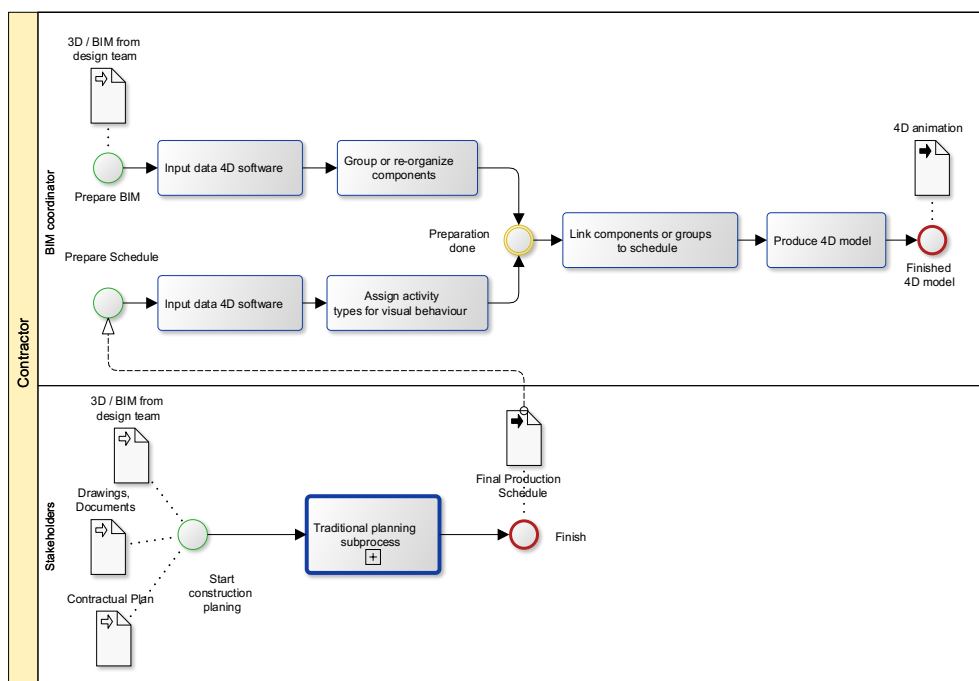 Contractor
BIM coordinator
3D / BIM from
design team
Prepare BIM
Input data 4D software
Group or re-organize
components
Preparation
done
Link components or groups
to schedule
Produce 4D model
4D animation
Finished
4D model
Prepare Schedule
Input data 4D software
Assign activity
types for visual behaviour
Stakeholders
3D / BIM from
design team
Drawings,
Documents
Contractual Plan
Start
construction
planing
Traditional planning
subprocess
Final Production
Schedule
Finish